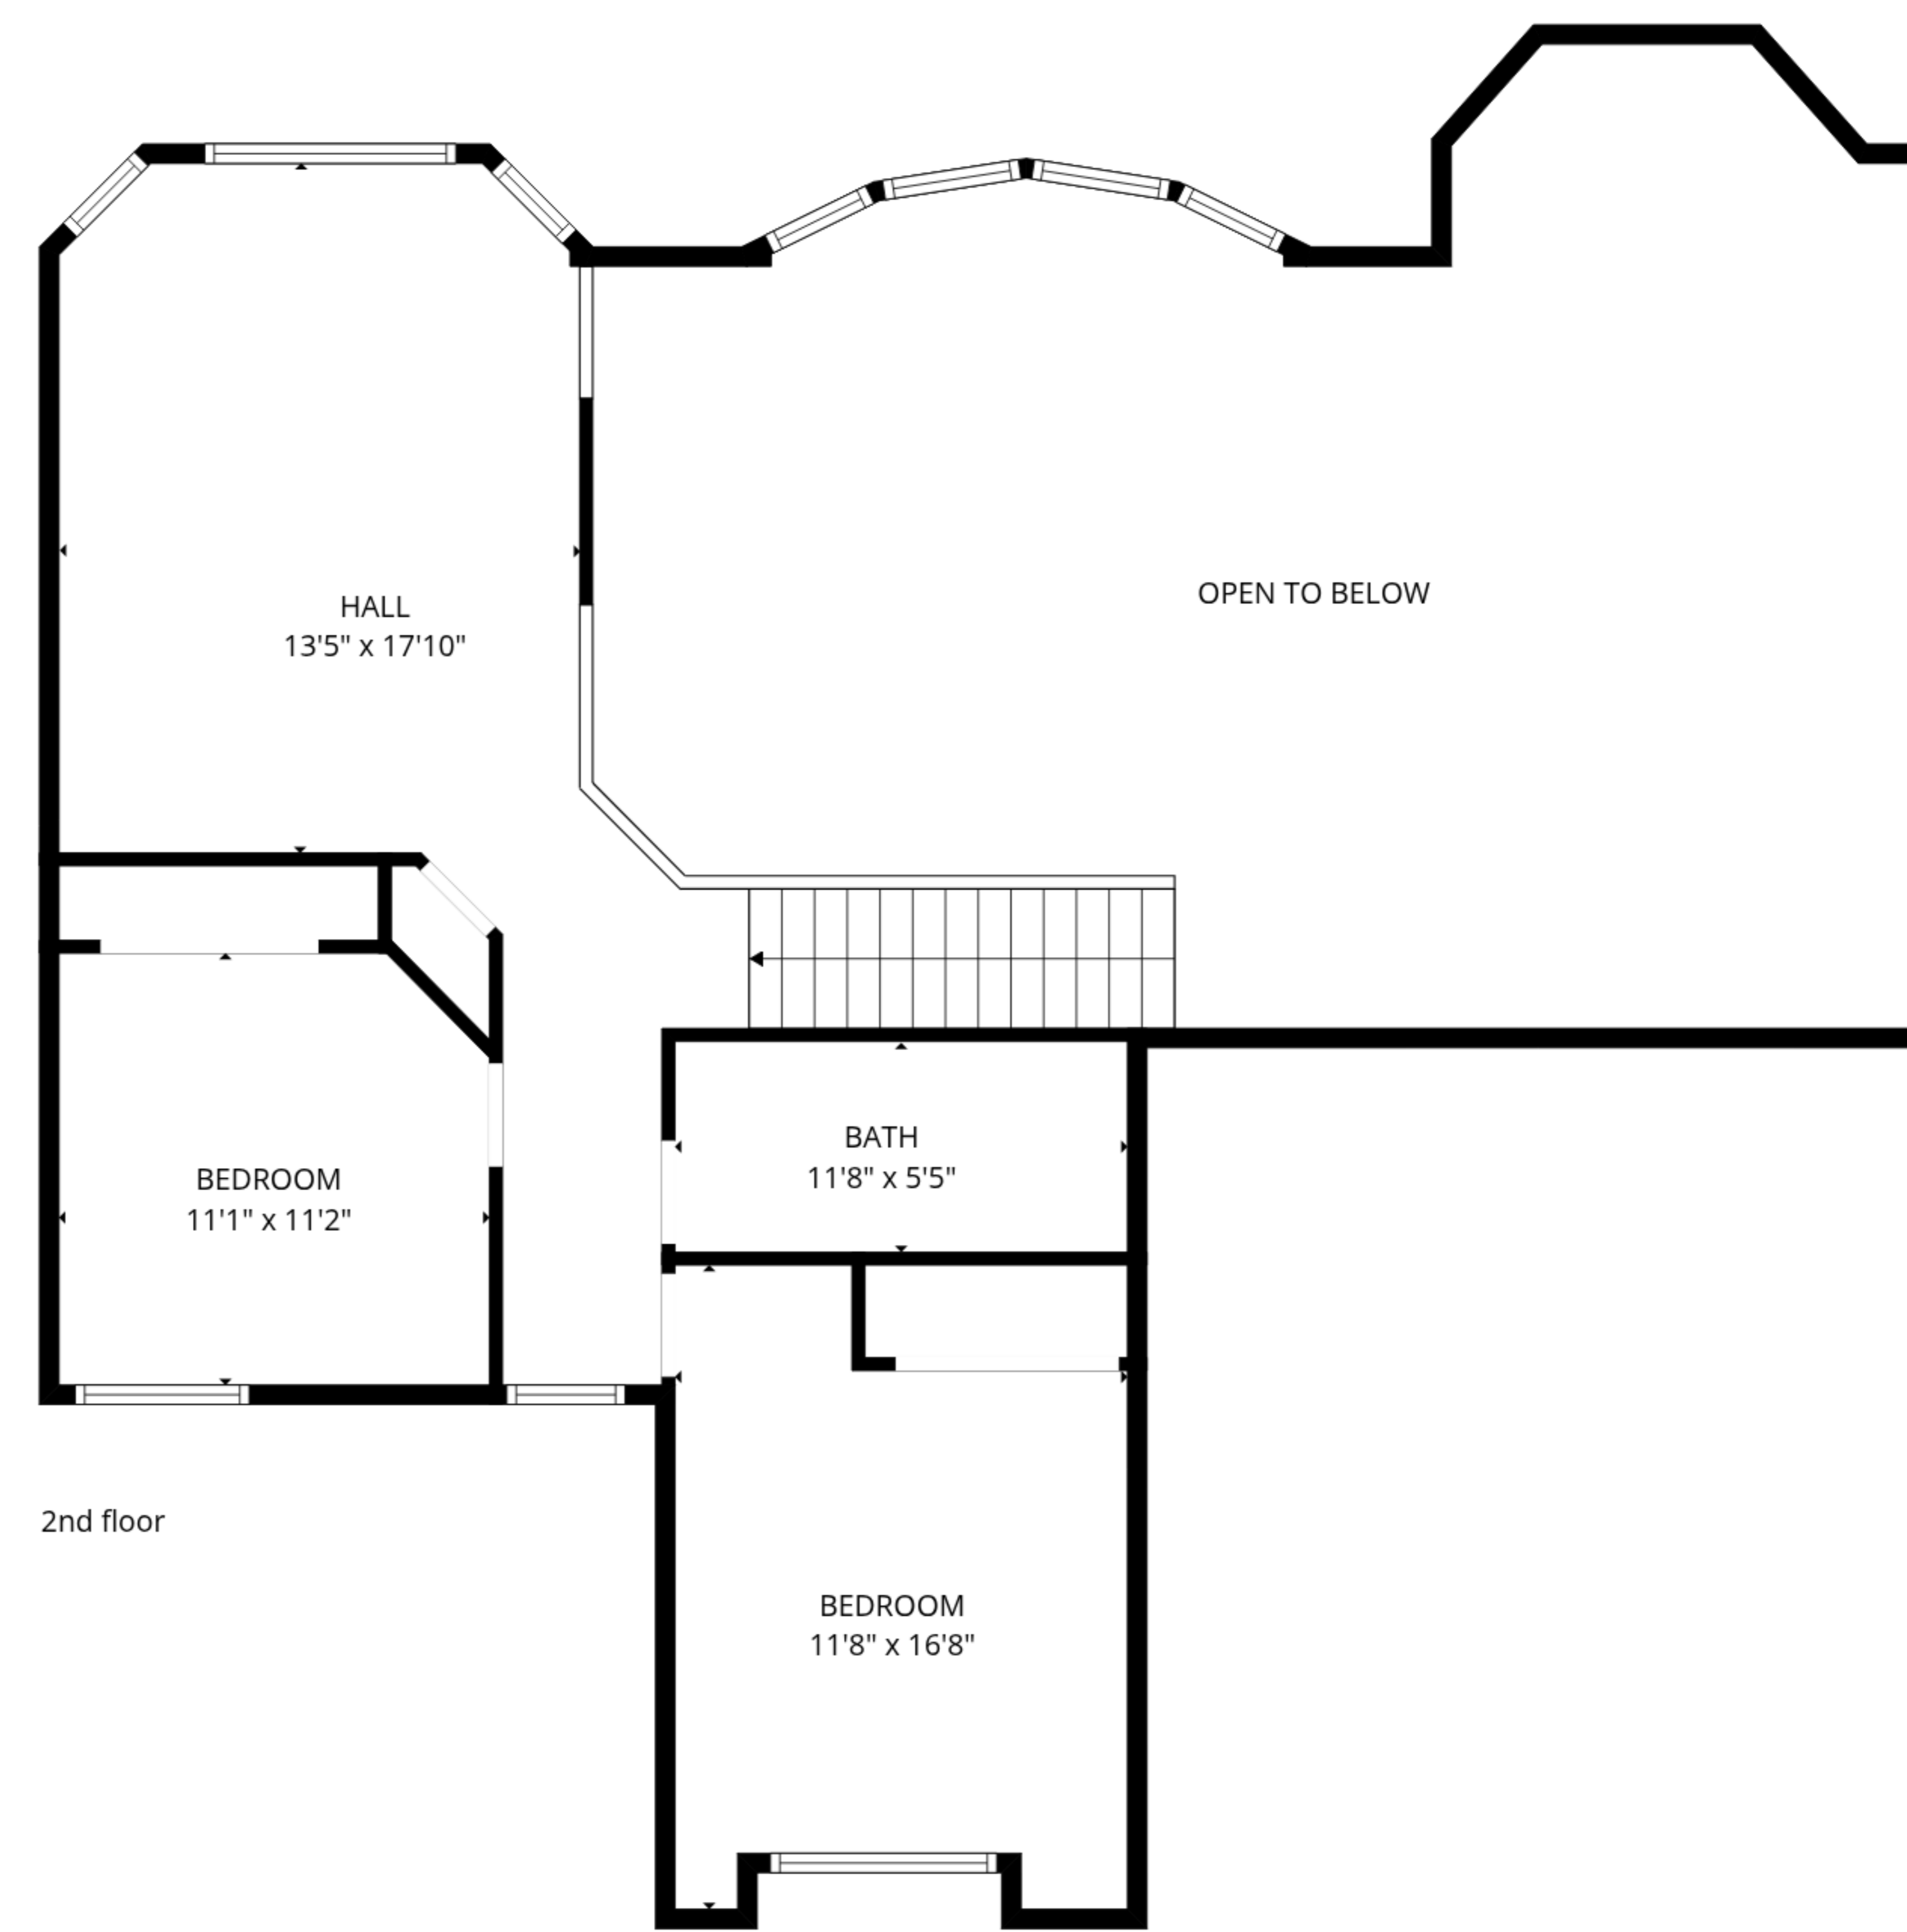 OPEN TO BELOW
HALL
13'5" x 17'10"
BATH
11'8" x 5'5"
BEDROOM
11'1" x 11'2"
2nd floor
BEDROOM
11'8" x 16'8"